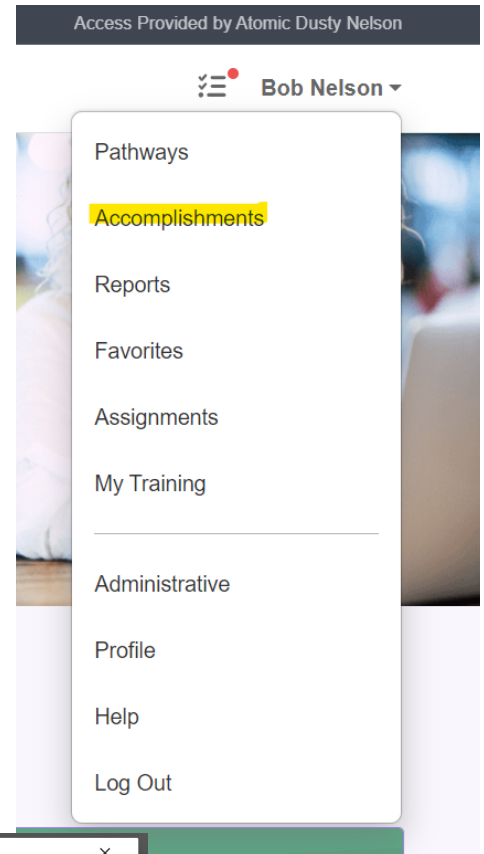 Access Provided by Atomic Dusty Nelson
Bob Nelson
Pathways
Accomplishments
Reports
Favorites
Assignments
My Training
Administrative
Profile
Help
Log Out